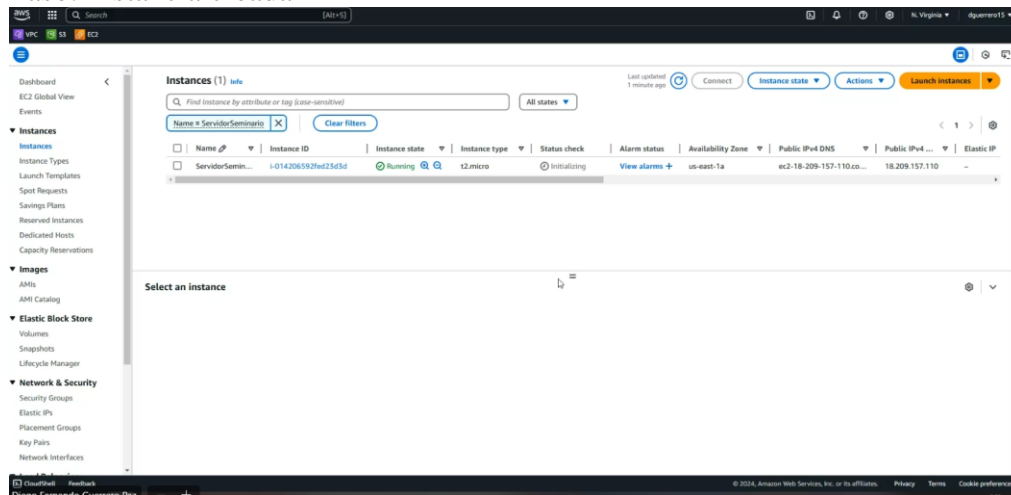 aws Search [Alt+S] N. Virginia dguerrero15
VPC S3 EC2
Dashboard
EC2 Global View
Events
Instances
Instances
Instance Types
Launch Templates
Spot Requests
Savings Plans
Reserved Instances
Dedicated Hosts
Capacity Reservations
Images
AMIs
AMI Catalog
Elastic Block Store
Volumes
Snapshots
Lifecycle Manager
Network & Security
Security Groups
Elastic IPs
Placement Groups
Key Pairs
Network Interfaces
Instances (1) Info
Last updated
1 minute ago
Connect Instance state Actions Launch instances
Find Instance by attribute or tag (case-sensitive) All states
Name = ServidorSeminario Clear filters
1
Name Instance ID Instance state Instance type Status check Alarm status Availability Zone Public IPv4 DNS Public IPv4 ... Elastic IP
ServidorSemin... i-014206592fed23d3d Running t2.micro Initializing View alarms + us-east-1a ec2-18-209-157-110.co... 18.209.157.110 –
Select an instance
CloudShell Feedback © 2024, Amazon Web Services, Inc. or its affiliates. Privacy Terms Cookie preferences